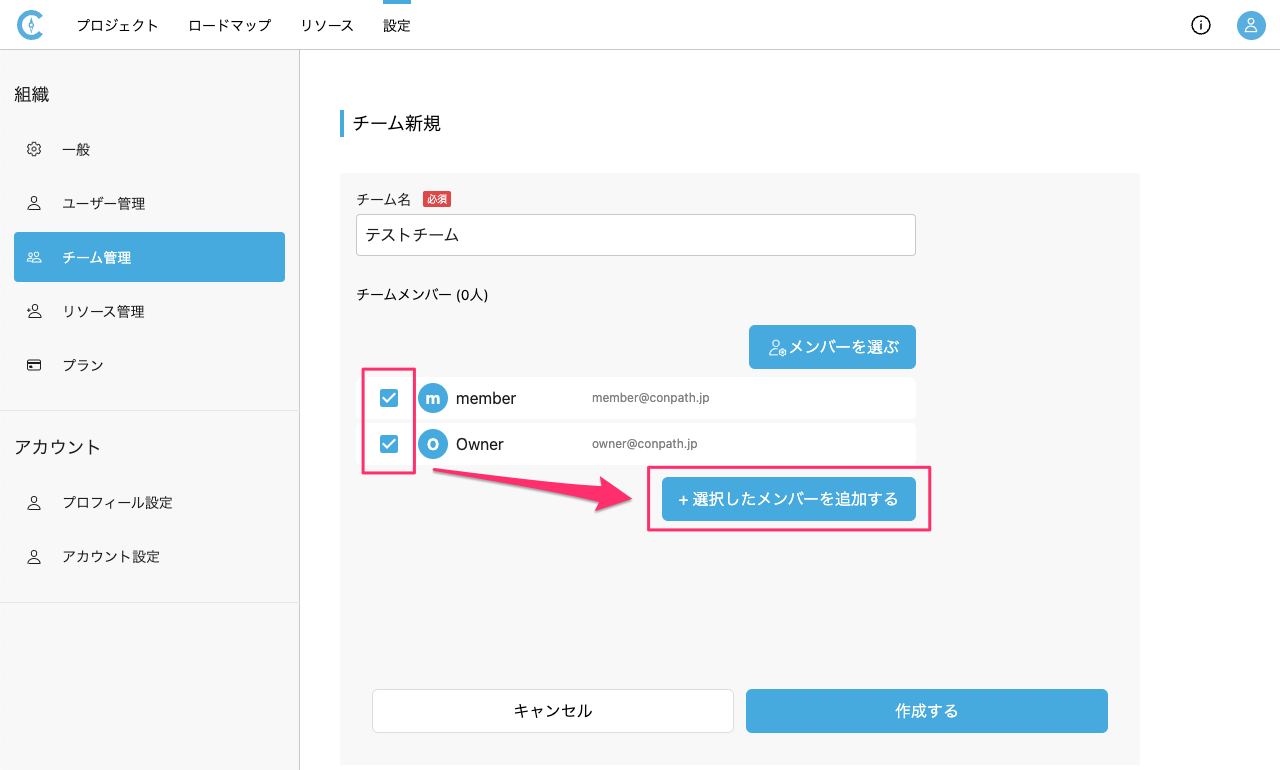 プロジェクト ロードマップ リソース 設定
組織
一般
ユーザー管理
チーム管理
リソース管理
プラン
アカウント
プロフィール設定
アカウント設定
チーム新規
チーム名 必須
テストチーム
チームメンバー (0人)
メンバーを選ぶ
m member member@conpath.jp
O Owner owner@conpath.jp
+ 選択したメンバーを追加する
キャンセル 作成する